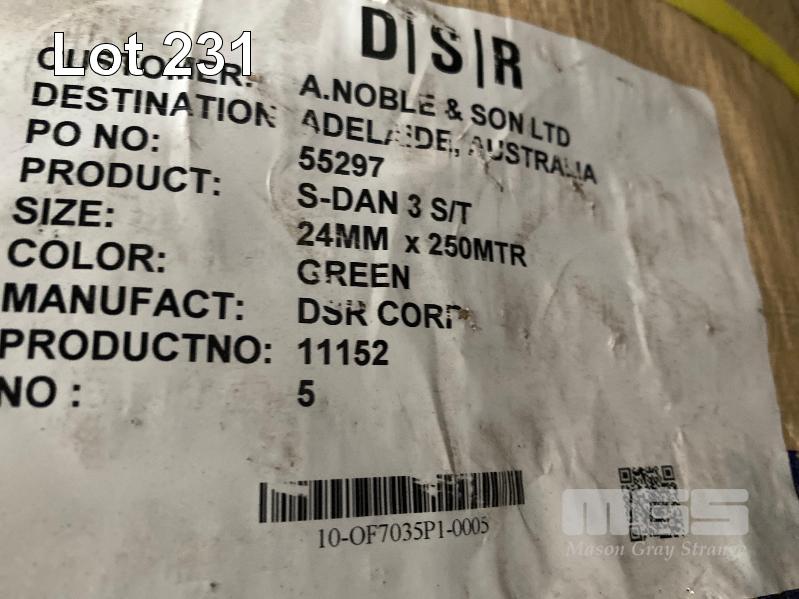 Lot 231
D|S|R
CUSTOMER: A.NOBLE & SON LTD
DESTINATION ADELAIDE, AUSTRALIA
PO NO: 55297
PRODUCT: S-DAN 3 S/T
SIZE: 24MM x 250MTR
COLOR: GREEN
MANUFACT: DSR CORP
PRODUCTNO: 11152
NO : 5
10-OF7035P1-0005
MGS
Mason Gray Strange